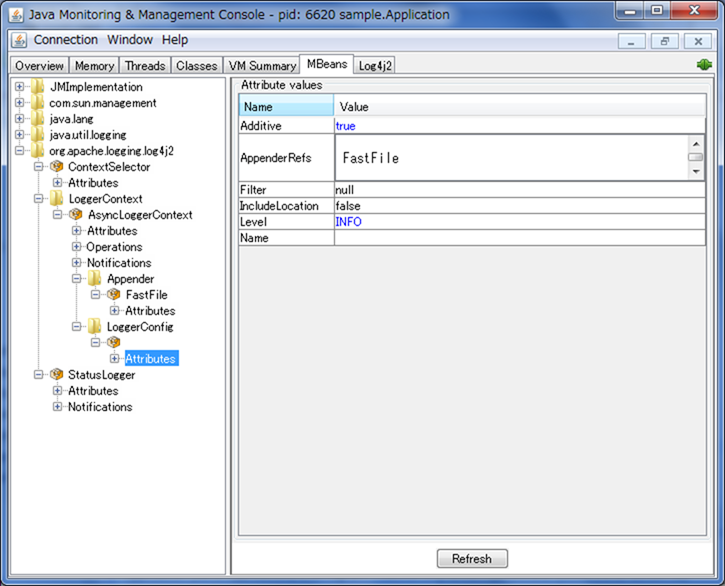 Java Monitoring & Management Console - pid: 6620 sample.Application
Connection Window Help
Overview Memory Threads Classes VM Summary MBeans Log4j2
JMImplementation
com.sun.management
java.lang
java.util.logging
org.apache.logging.log4j2
ContextSelector
Attributes
LoggerContext
AsyncLoggerContext
Attributes
Operations
Notifications
Appender
FastFile
Attributes
LoggerConfig
Attributes
StatusLogger
Attributes
Notifications
Attribute values
Name Value
Additive true
AppenderRefs FastFile
Filter null
IncludeLocation false
Level INFO
Name
Refresh